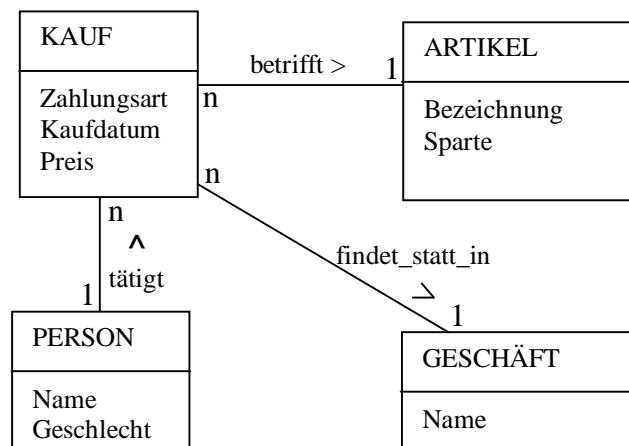 KAUF
Zahlungsart
Kaufdatum
Preis
betrifft >
n
1
ARTIKEL
Bezeichnung
Sparte
n
n
^
tätigt
1
findet_statt_in
>
1
PERSON
Name
Geschlecht
GESCHÄFT
Name